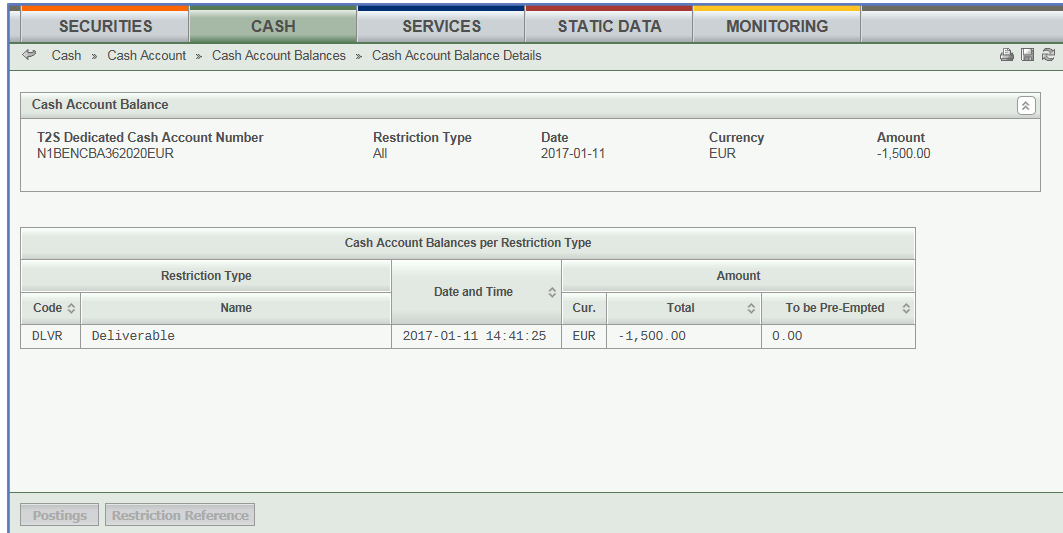 SECURITIES CASH SERVICES STATIC DATA MONITORING
Cash » Cash Account » Cash Account Balances » Cash Account Balance Details
Cash Account Balance
T2S Dedicated Cash Account Number Restriction Type Date Currency Amount
N1BENCBA362020EUR All 2017-01-11 EUR -1,500.00
Cash Account Balances per Restriction Type
Restriction Type Date and Time Amount
Code Name Cur. Total To be Pre-Empted
DLVR Deliverable 2017-01-11 14:41:25 EUR -1,500.00 0.00
Postings Restriction Reference